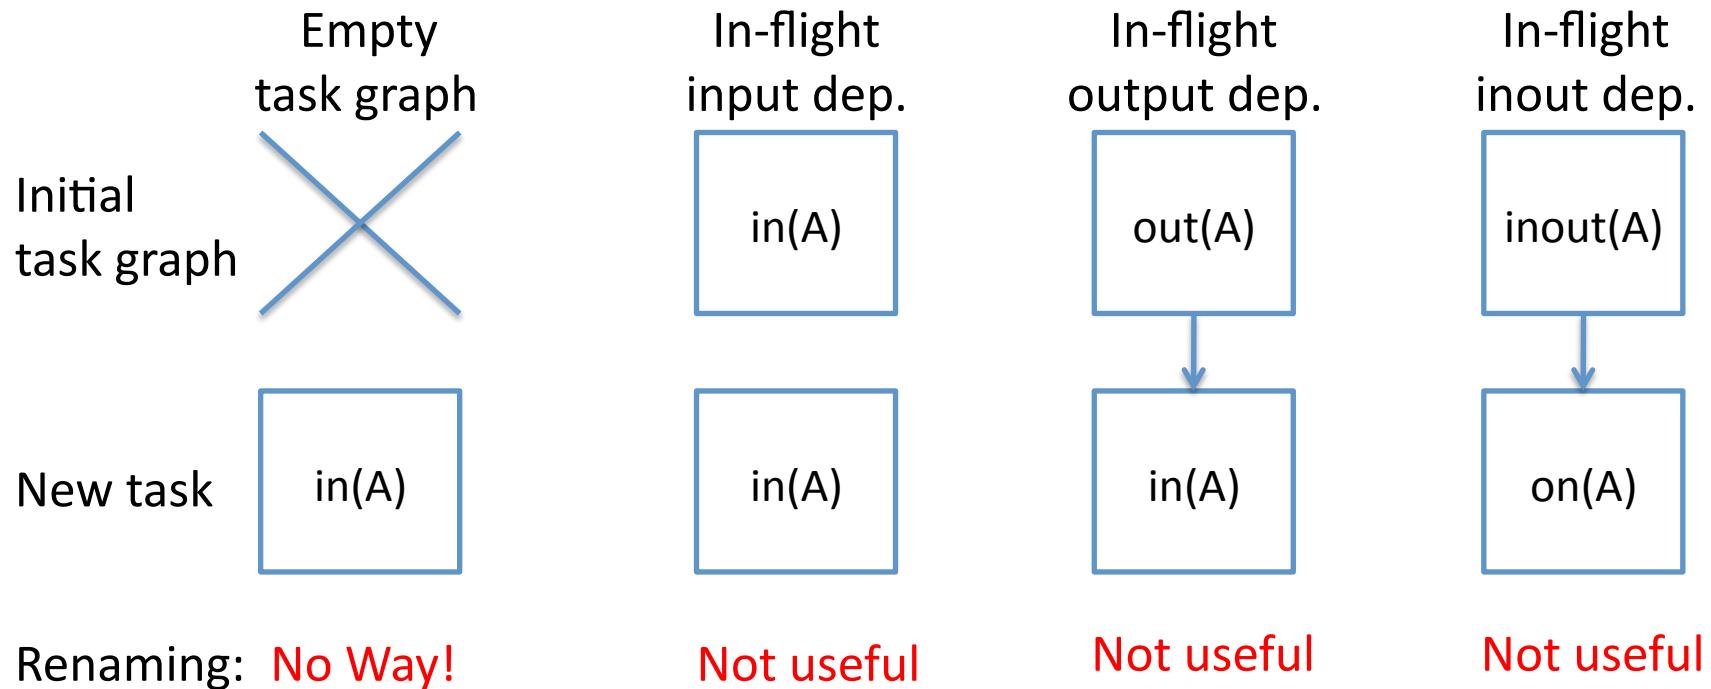 Empty
task graph
In-flight
input dep.
In-flight
output dep.
In-flight
inout dep.
Initial
task graph
in(A)
out(A)
inout(A)
New task
in(A)
in(A)
in(A)
on(A)
Renaming:
No Way!
Not useful
Not useful
Not useful